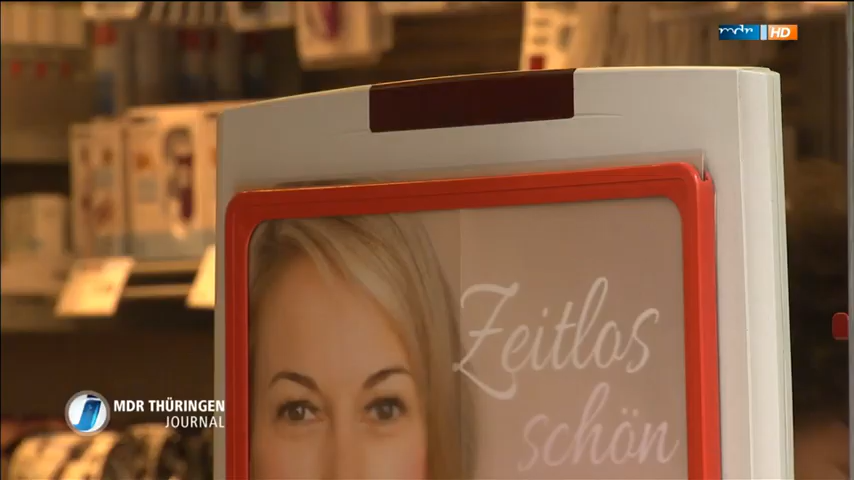 mdr HD
Zeitlos
schön
MDR THÜRINGEN
JOURNAL